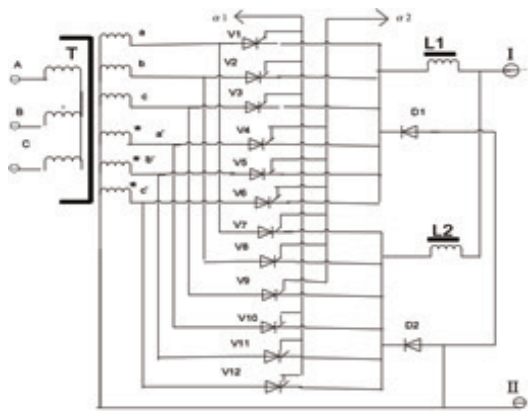 α1 α2
a V1
T b V2 L1 I
A
c V3
D1
B a' V4
C b' V5
c' V6
V7
L2
V8
V9
V10 D2
V11
V12 II